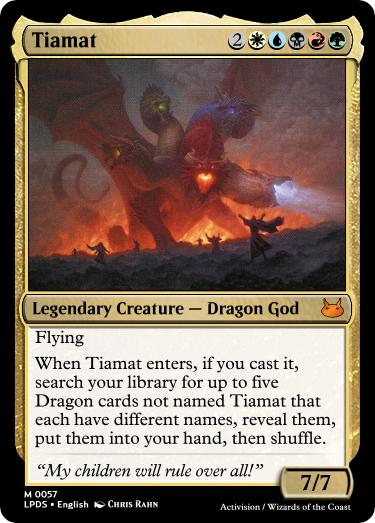 Tiamat 2
Legendary Creature — Dragon God
Flying
When Tiamat enters, if you cast it,
search your library for up to five
Dragon cards not named Tiamat that
each have different names, reveal them,
put them into your hand, then shuffle.
“My children will rule over all!”
7/7
M 0057
LPDS • English Chris Rahn
Activision / Wizards of the Coast